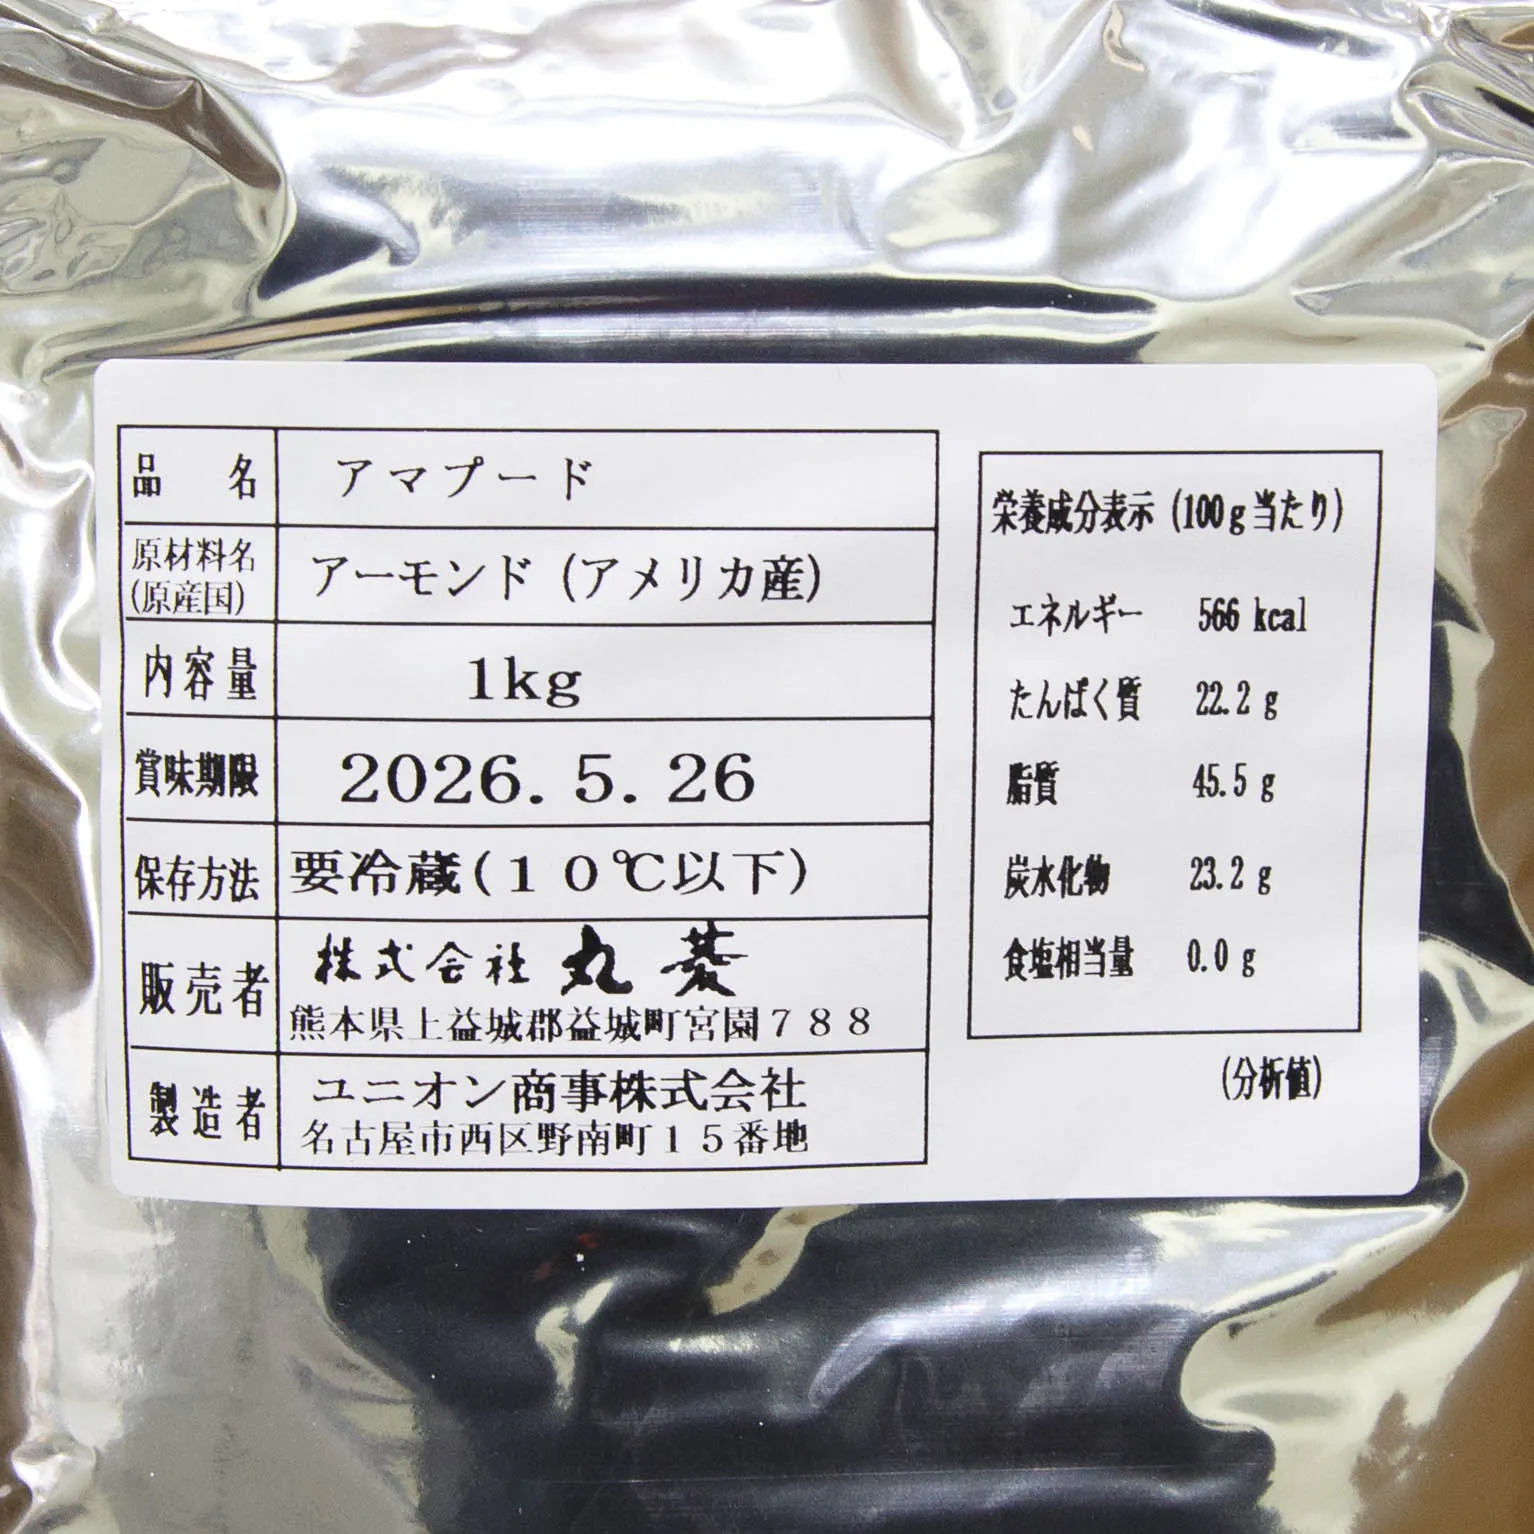 品名 アマプード
原材料名 アーモンド(アメリカ産)
(原産国)
内容量 1kg
賞味期限 2026.5.26
保存方法 要冷蔵(10℃以下)
販売者 株式会社 丸菱
熊本県上益城郡益城町宮園788
製造者 ユニオン商事株式会社
名古屋市西区野南町15番地
栄養成分表示(100g当たり)
エネルギー 566 kcal
たんぱく質 22.2 g
脂質 45.5 g
炭水化物 23.2 g
食塩相当量 0.0 g
(分析値)